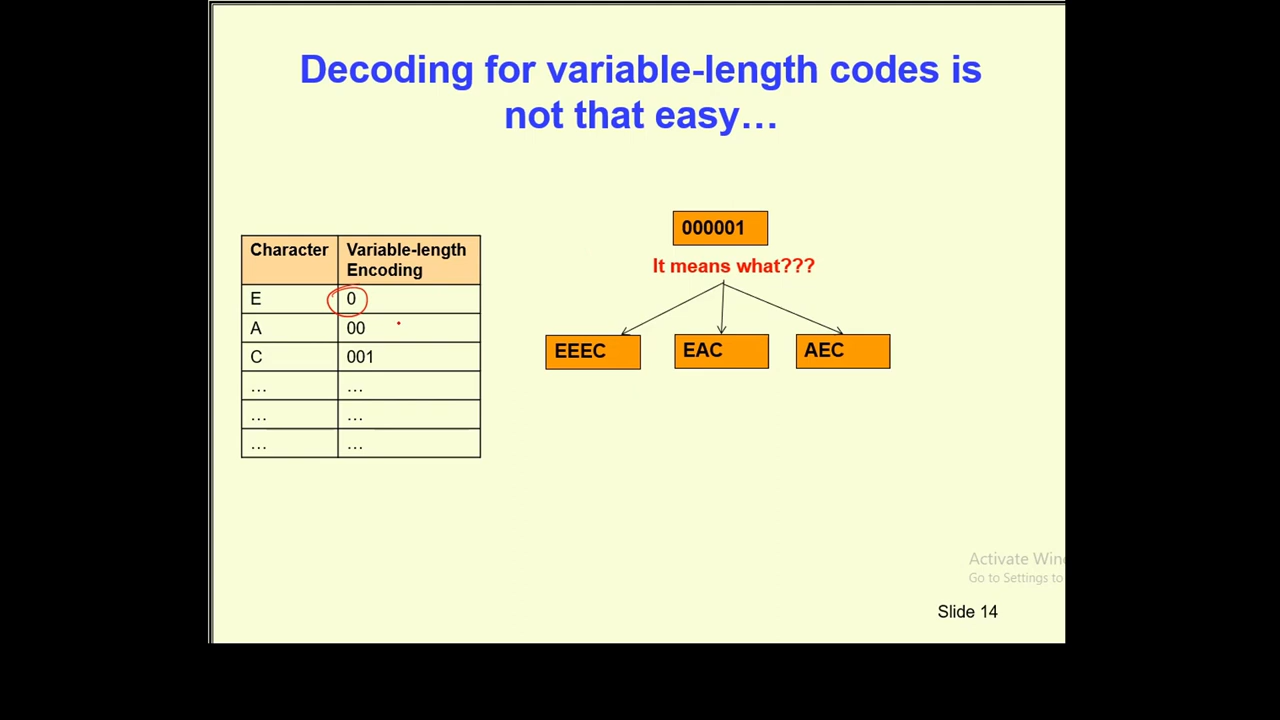 Decoding for variable-length codes is
not that easy…
Character Variable-length
Encoding
E 0
A 00
C 001
… …
… …
… …
000001
It means what???
EEEC EAC AEC
Activate Win
Go to Settings to
Slide 14